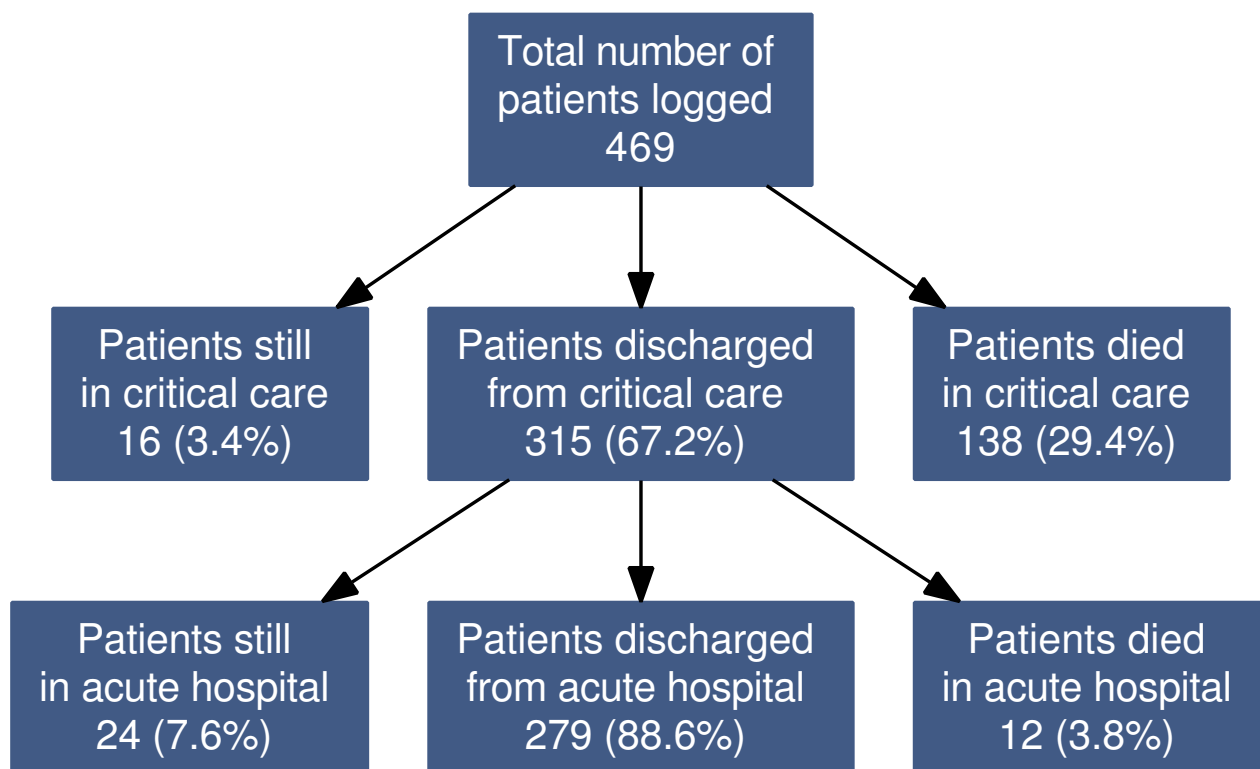 Total number of
patients logged
469
Patients still
in critical care
16 (3.4%)
Patients discharged
from critical care
315 (67.2%)
Patients died
in critical care
138 (29.4%)
Patients still
in acute hospital
24 (7.6%)
Patients discharged
from acute hospital
279 (88.6%)
Patients died
in acute hospital
12 (3.8%)